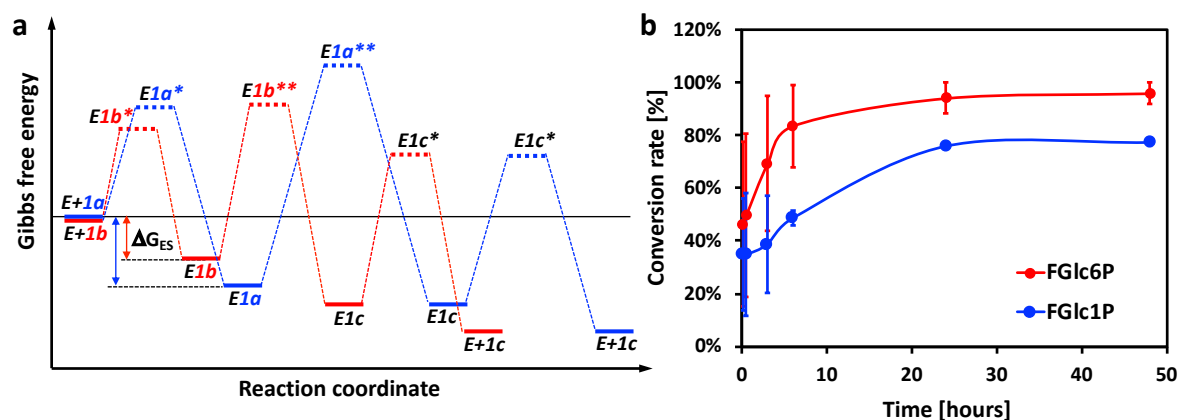 a
Gibbs free energy
E+1a
E+1b
E1b*
E1a*
ΔGES
E1b
E1a
E1b**
E1a**
E1c
E1c*
E1c
E+1c
E1c*
E+1c
Reaction coordinate
b
Conversion rate [%]
120%
100%
80%
60%
40%
20%
0%
FGlc6P
FGlc1P
0
10
20
30
40
50
Time [hours]